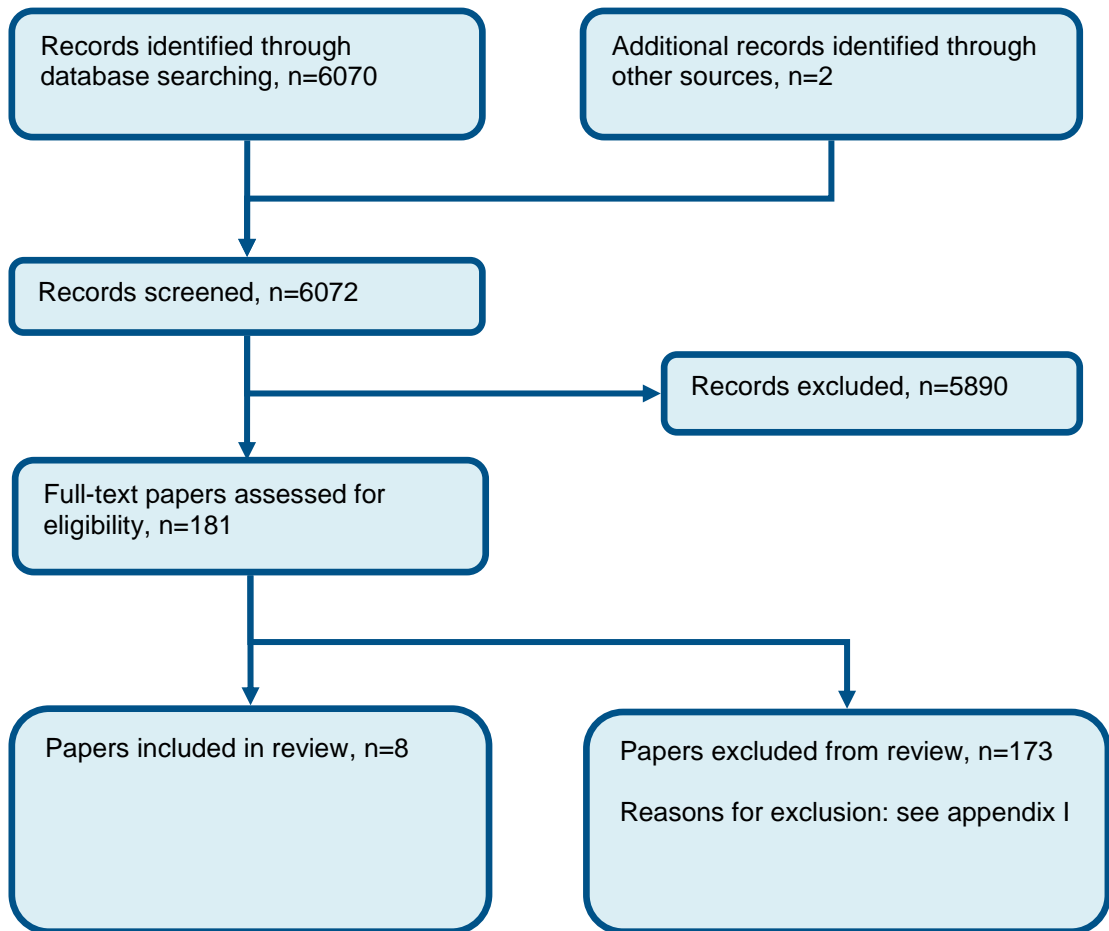 Records identified through
database searching, n=6070
Additional records identified through
other sources, n=2
Records screened, n=6072
Records excluded, n=5890
Full-text papers assessed for
eligibility, n=181
Papers included in review, n=8
Papers excluded from review, n=173
Reasons for exclusion: see appendix I